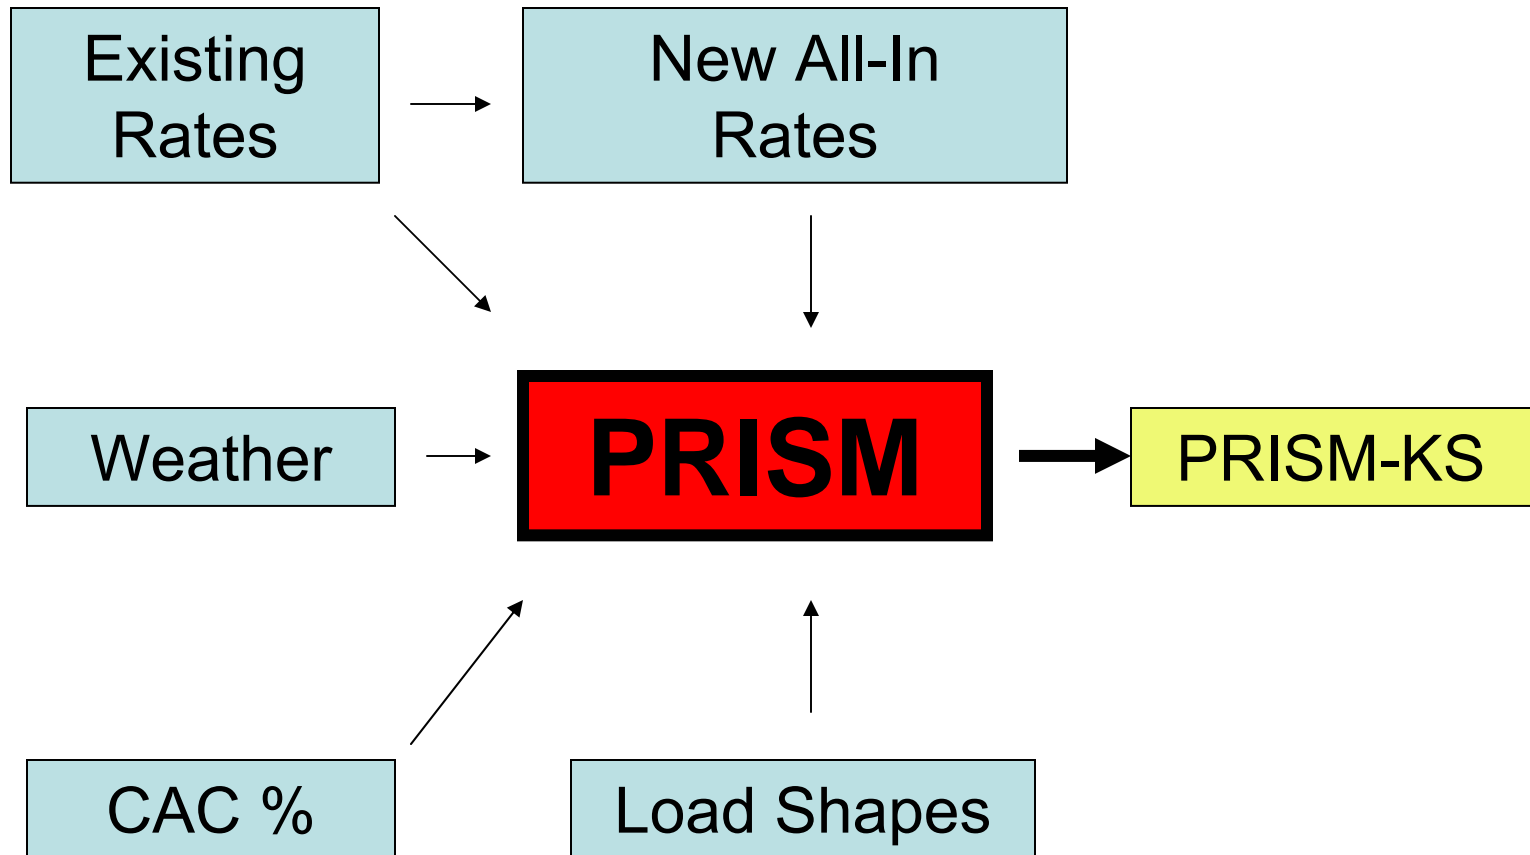 Existing
Rates
New All-In
Rates
Weather
PRISM
PRISM-KS
CAC %
Load Shapes